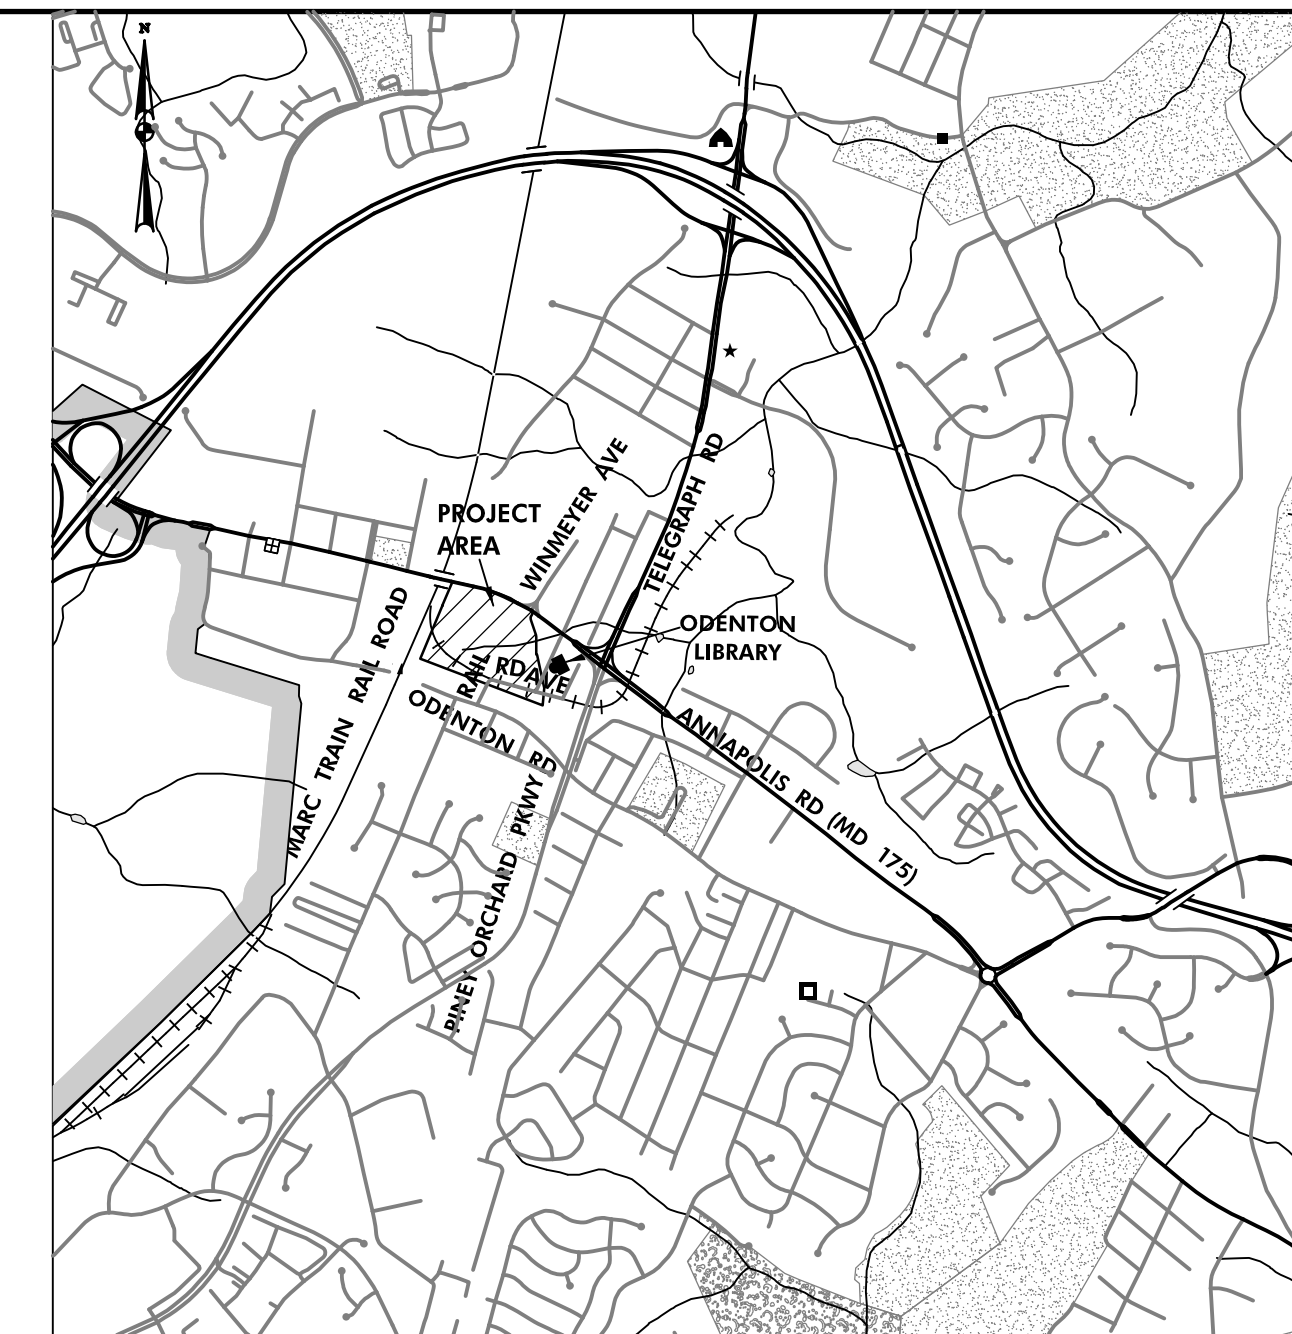 N
PROJECT
AREA
WINMEYER AVE
TELEGRAPH RD
ODENTON
LIBRARY
MARC TRAIN RAIL ROAD
RAIL RD AVE
ODENTON RD
ANNAPOLIS RD (MD 175)
PINEY ORCHARD PKWY